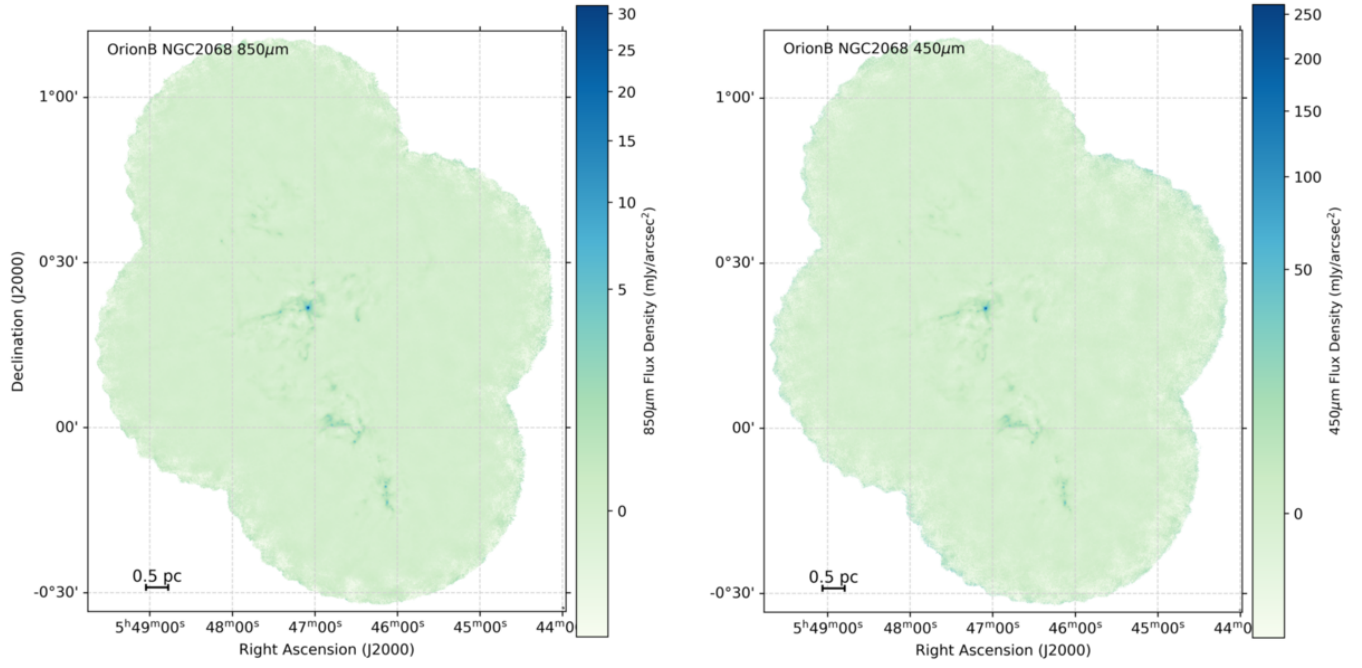 OrionB NGC2068 850μm
1°00'
0°30'
00'
-0°30'
Declination (J2000)
0.5 pc
5ʰ49ᵐ00ˢ 48ᵐ00ˢ 47ᵐ00ˢ 46ᵐ00ˢ 45ᵐ00ˢ 44ᵐ00ˢ
Right Ascension (J2000)
30
25
20
15
10
5
0
850μm Flux Density (mJy/arcsec²)
OrionB NGC2068 450μm
1°00'
0°30'
00'
-0°30'
0.5 pc
5ʰ49ᵐ00ˢ 48ᵐ00ˢ 47ᵐ00ˢ 46ᵐ00ˢ 45ᵐ00ˢ 44ᵐ00ˢ
Right Ascension (J2000)
250
200
150
100
50
0
450μm Flux Density (mJy/arcsec²)